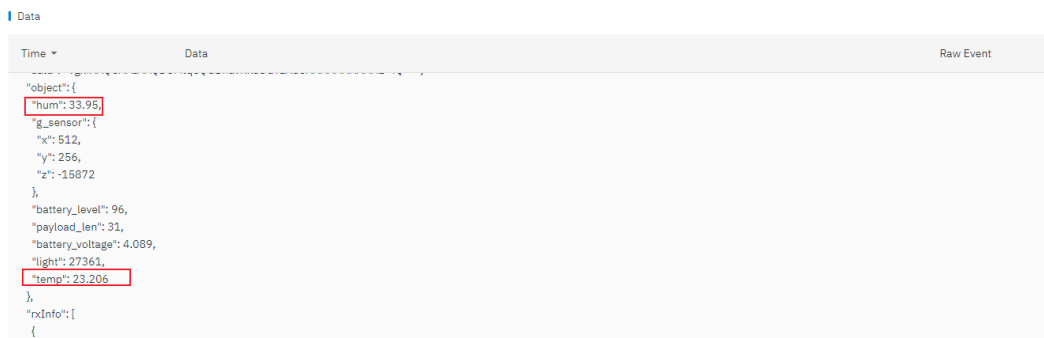 Data
Time Data Raw Event
"object": {
"hum": 33.95,
"g_sensor": {
"x": 512,
"y": 256,
"z": -15872
},
"battery_level": 96,
"payload_len": 31,
"battery_voltage": 4.089,
"light": 27361,
"temp": 23.206
},
"rxInfo": [
{